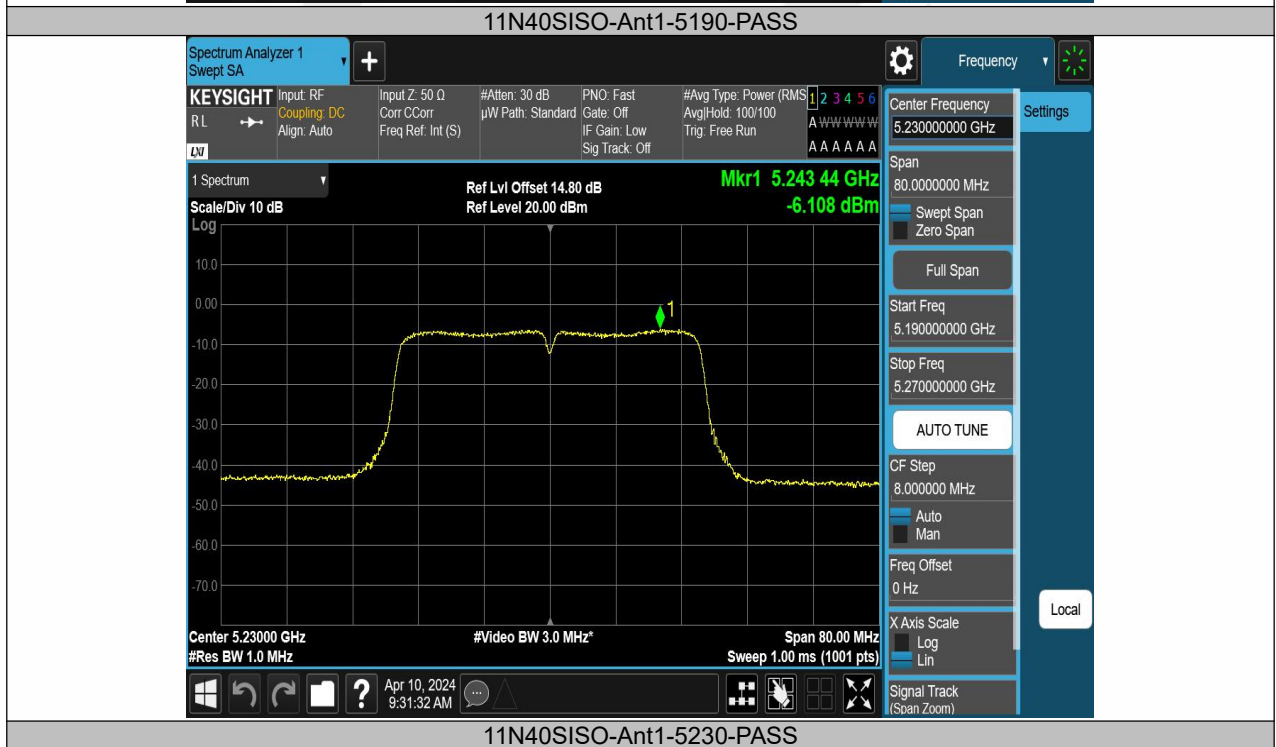 11N40SISO-Ant1-5190-PASS
Spectrum Analyzer 1
Swept SA
+
Frequency
KEYSIGHT
RL
LXI
Input: RF
Coupling: DC
Align: Auto
Input Z: 50 Ω
Corr CCorr
Freq Ref: Int (S)
#Atten: 30 dB
µW Path: Standard
PNO: Fast
Gate: Off
IF Gain: Low
Sig Track: Off
#Avg Type: Power (RMS
Avg|Hold: 100/100
Trig: Free Run
1 2 3 4 5 6
A W W W W W
A A A A A A
1 Spectrum
Scale/Div 10 dB
Log
Ref Lvl Offset 14.80 dB
Ref Level 20.00 dBm
Mkr1 5.243 44 GHz
-6.108 dBm
10.0
0.00
-10.0
-20.0
-30.0
-40.0
-50.0
-60.0
-70.0
1
Center 5.23000 GHz
#Res BW 1.0 MHz
#Video BW 3.0 MHz*
Span 80.00 MHz
Sweep 1.00 ms (1001 pts)
?
Apr 10, 2024
9:31:32 AM
Center Frequency
5.230000000 GHz
Span
80.0000000 MHz
Swept Span
Zero Span
Full Span
Start Freq
5.190000000 GHz
Stop Freq
5.270000000 GHz
AUTO TUNE
CF Step
8.000000 MHz
Auto
Man
Freq Offset
0 Hz
X Axis Scale
Log
Lin
Signal Track
(Span Zoom)
Settings
Local
11N40SISO-Ant1-5230-PASS